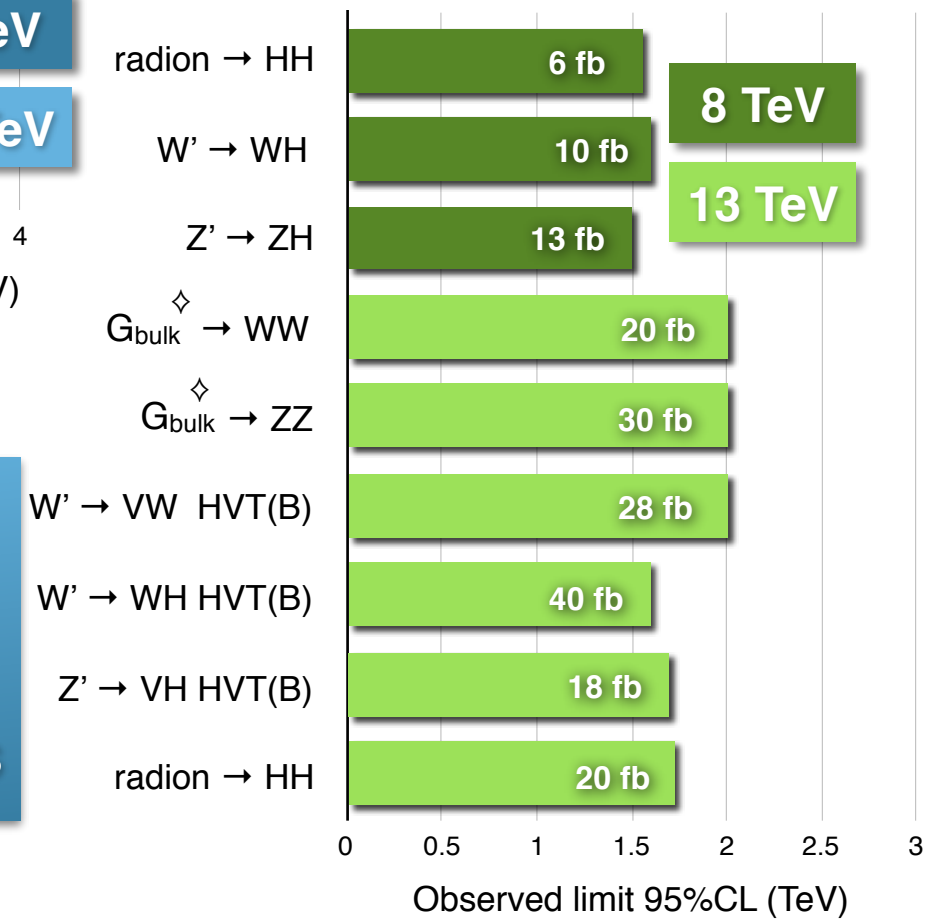 eV
eV
4
V)
radion → HH
6 fb
W’ → WH
10 fb
Z’ → ZH
13 fb
8 TeV
13 TeV
G bulk ✧ → WW
20 fb
G bulk ✧ → ZZ
30 fb
W’ → VW HVT(B)
28 fb
W’ → WH HVT(B)
40 fb
Z’ → VH HVT(B)
18 fb
radion → HH
20 fb
0 0.5 1 1.5 2 2.5 3
Observed limit 95%CL (TeV)